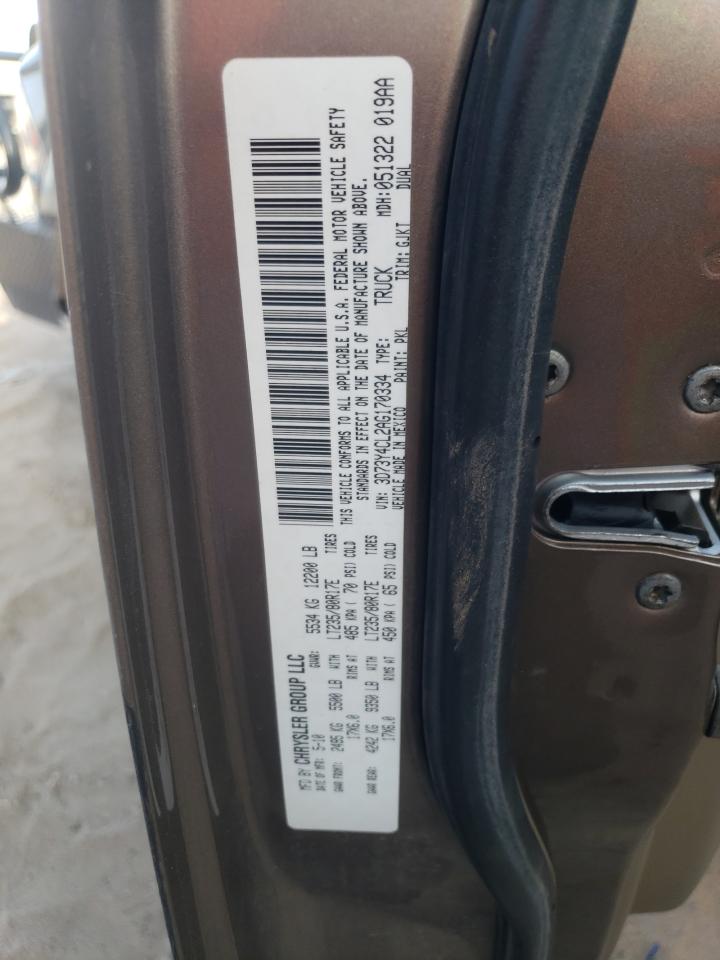 MFD BY CHRYSLER GROUP LLC
DATE OF MFR: 5-10 GVWR: 5534 KG 12200 LB
GAWR FRONT: 2495 KG 5500 LB WITH LT235/80R17E TIRES
17X6.0 RIMS AT 485 KPA ( 70 PSI) COLD
GAWR REAR: 4242 KG 9350 LB WITH LT235/80R17E TIRES
17X6.0 RIMS AT 450 KPA ( 65 PSI) COLD
THIS VEHICLE CONFORMS TO ALL APPLICABLE U.S.A. FEDERAL MOTOR VEHICLE SAFETY
STANDARDS IN EFFECT ON THE DATE OF MANUFACTURE SHOWN ABOVE.
VIN: 3D73Y4CL2AG170334 TYPE: TRUCK MDH:051322 019AA
VEHICLE MADE IN MEXICO PAINT: PKL TRIM: GJKT DUAL